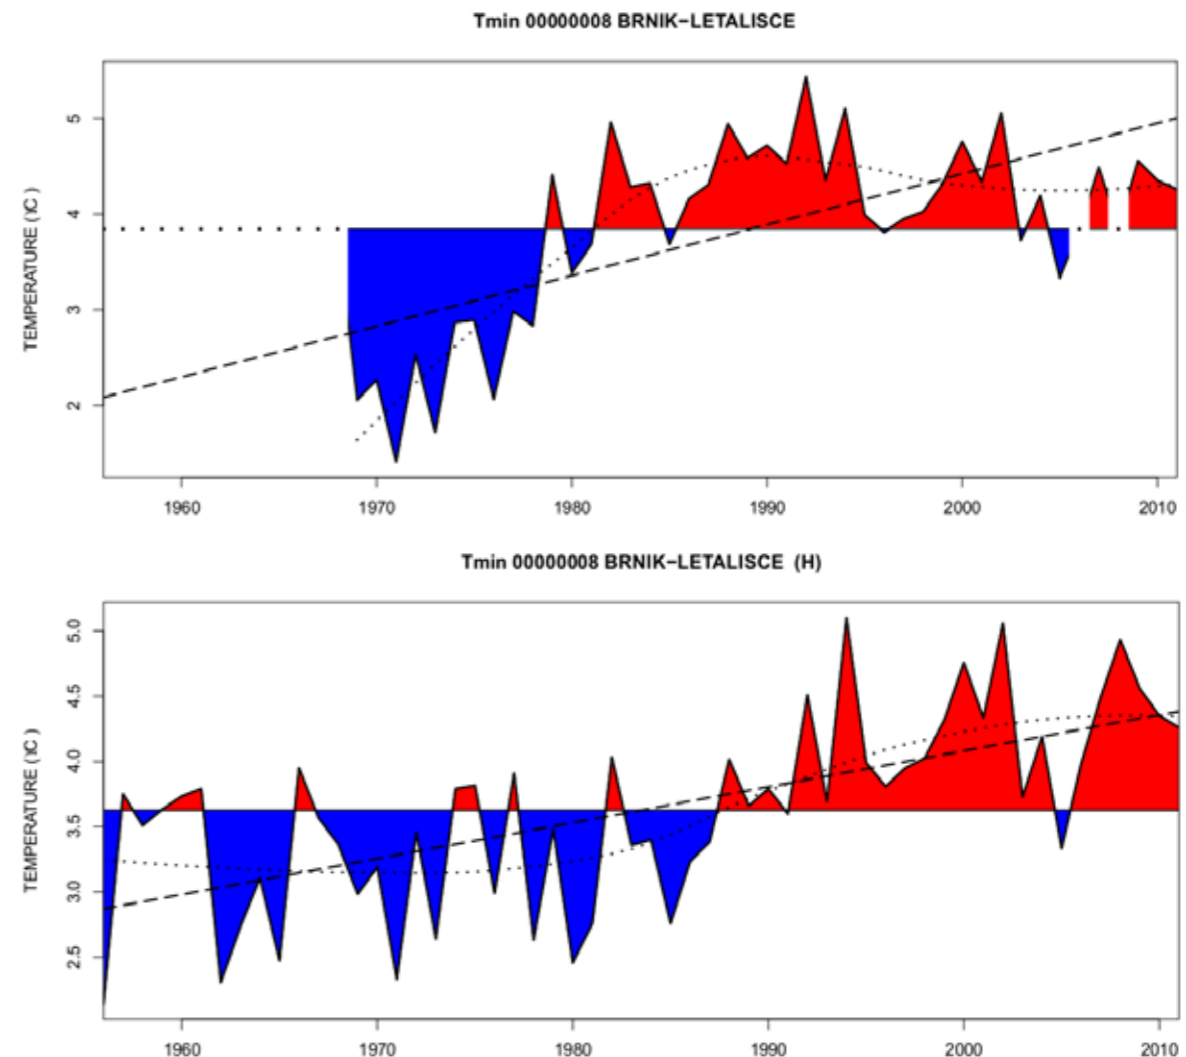 Tmin 00000008 BRNIK−LETALISCE
TEMPERATURE (ºC )
5
4
3
2
1960 1970 1980 1990 2000 2010
Tmin 00000008 BRNIK−LETALISCE (H)
TEMPERATURE (ºC )
5.0
4.5
4.0
3.5
3.0
2.5
1960 1970 1980 1990 2000 2010